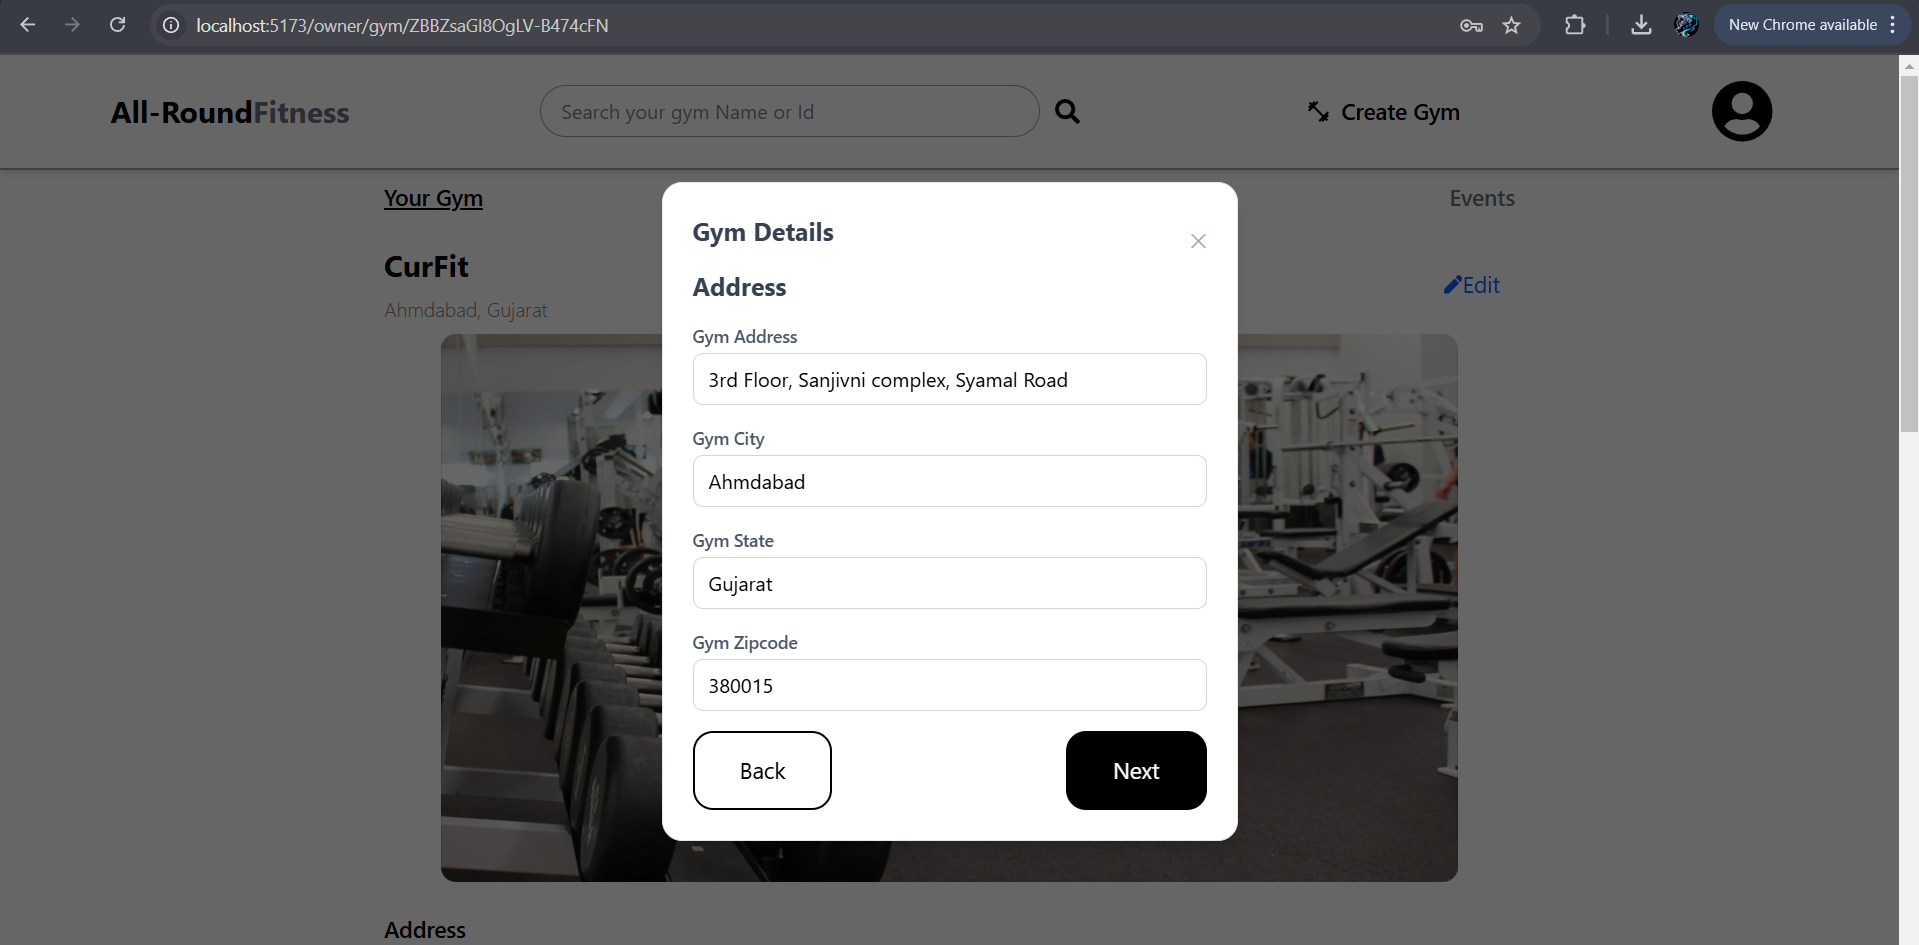 localhost:5173/owner/gym/ZBBZsaGl8OgLV-B474cFN
New Chrome available
All-RoundFitness
Search your gym Name or Id
Create Gym
Your Gym
Events
CurFit
Edit
Ahmdabad, Gujarat
Gym Details
Address
Gym Address
3rd Floor, Sanjivni complex, Syamal Road
Gym City
Ahmdabad
Gym State
Gujarat
Gym Zipcode
380015
Back
Next
Address